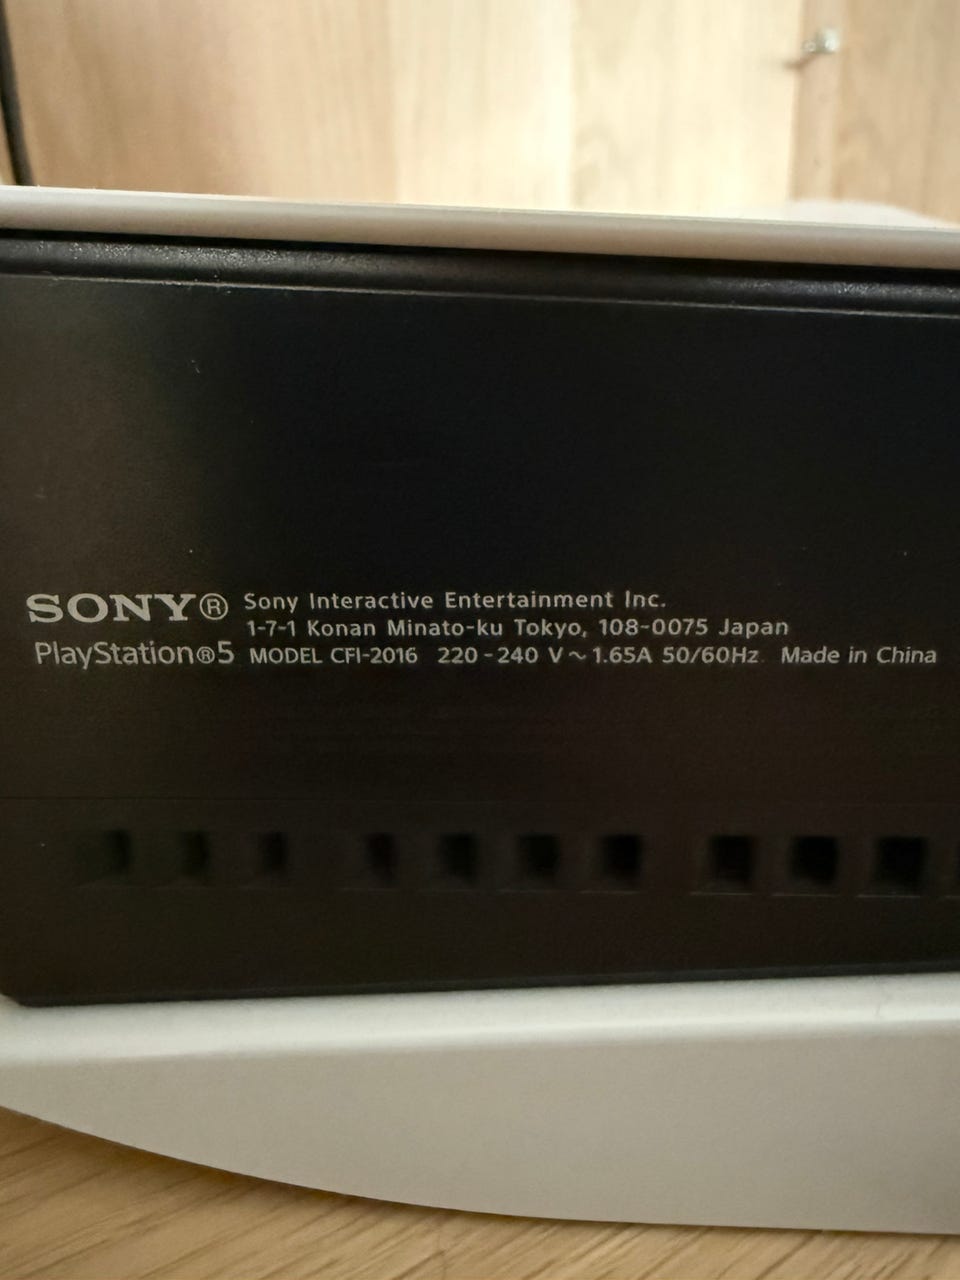 SONY® Sony Interactive Entertainment Inc.
1-7-1 Konan Minato-ku Tokyo, 108-0075 Japan
PlayStation®5 MODEL CFI-2016 220-240 V~1.65A 50/60Hz Made in China